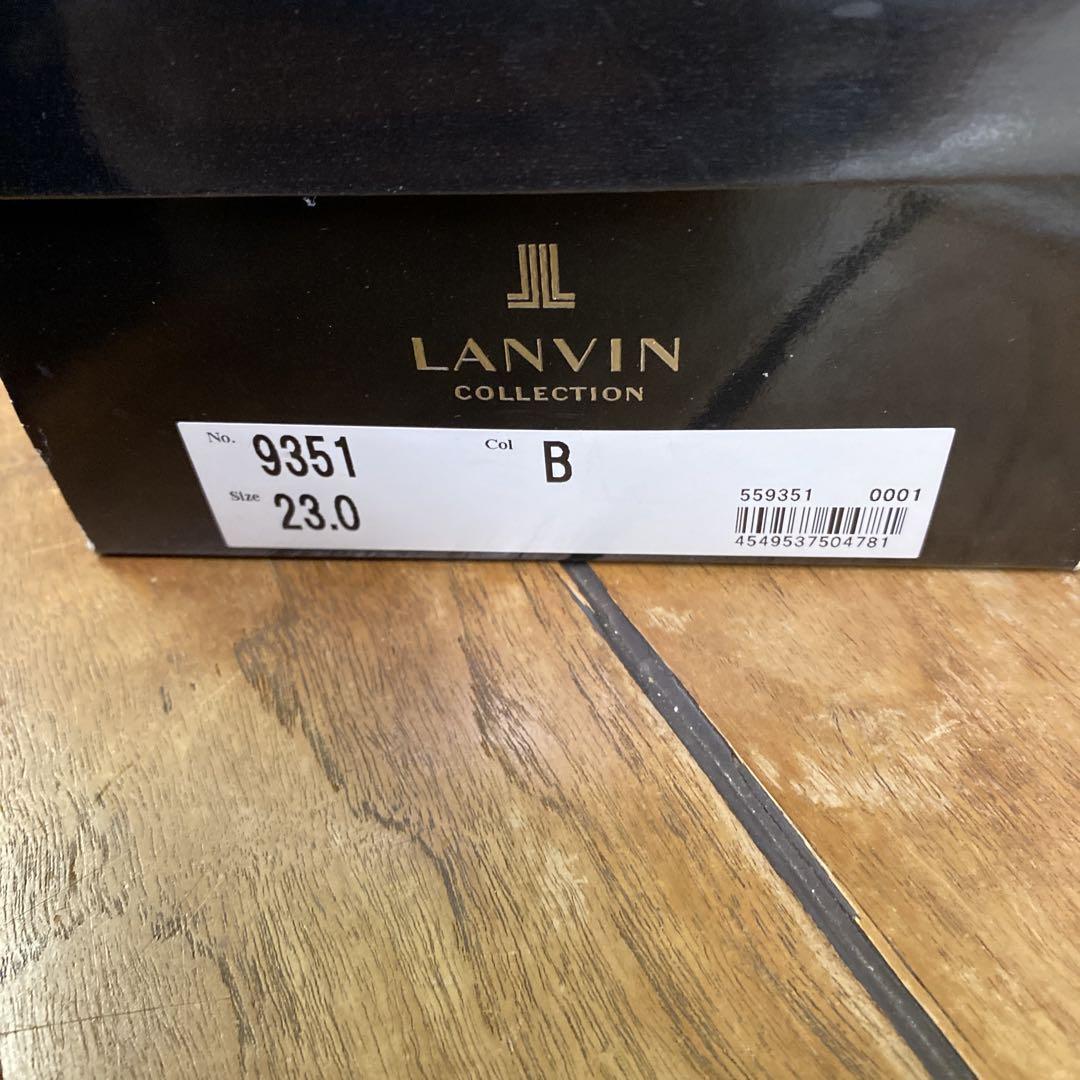 LANVIN
COLLECTION
No. 9351 Col B
Size 23.0
559351 0001
4549537504781